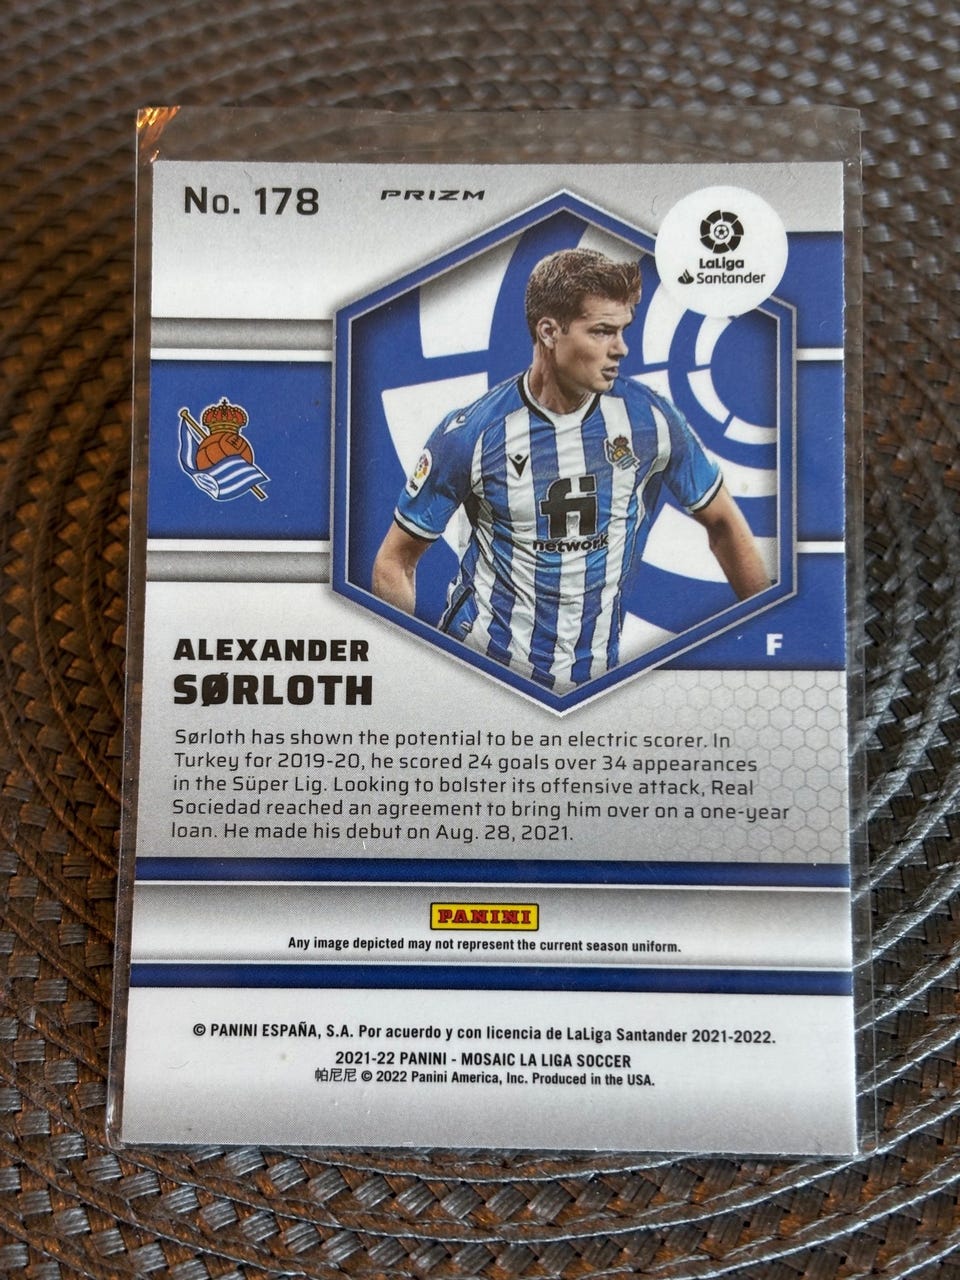 No. 178
PRIZM
LaLiga
Santander
fi
network
F
ALEXANDER
SØRLOTH
Sørloth has shown the potential to be an electric scorer. In
Turkey for 2019-20, he scored 24 goals over 34 appearances
in the Süper Lig. Looking to bolster its offensive attack, Real
Sociedad reached an agreement to bring him over on a one-year
loan. He made his debut on Aug. 28, 2021.
PANINI
Any image depicted may not represent the current season uniform.
© PANINI ESPAÑA, S.A. Por acuerdo y con licencia de LaLiga Santander 2021-2022.
2021-22 PANINI - MOSAIC LA LIGA SOCCER
帕尼尼 © 2022 Panini America, Inc. Produced in the USA.